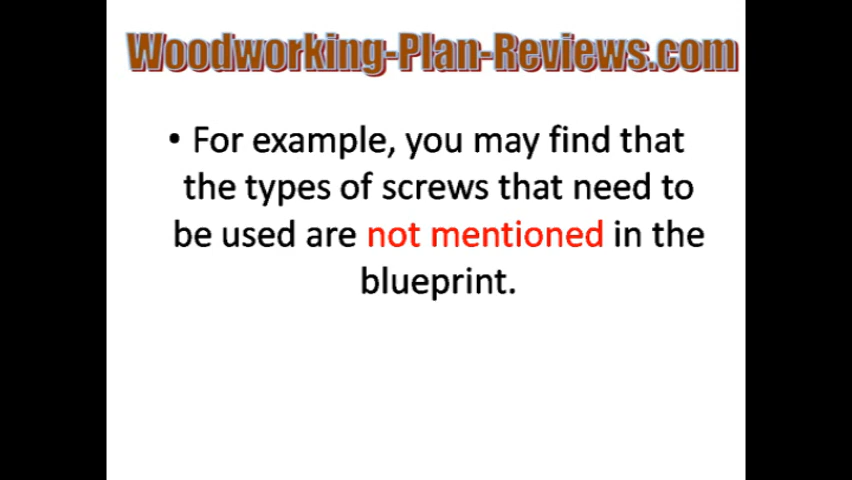 Woodworking-Plan-Reviews.com
• For example, you may find that
the types of screws that need to
be used are not mentioned in the
blueprint.